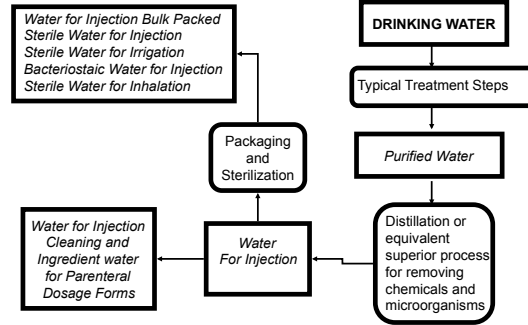 DRINKING WATER
Typical Treatment Steps
Purified Water
Distillation or
equivalent
superior process
for removing
chemicals and
microorganisms
Water
For Injection
Packaging
and
Sterilization
Water for Injection Bulk Packed
Sterile Water for Injection
Sterile Water for Irrigation
Bacteriostaic Water for Injection
Sterile Water for Inhalation
Water for Injection
Cleaning and
Ingredient water
for Parenteral
Dosage Forms